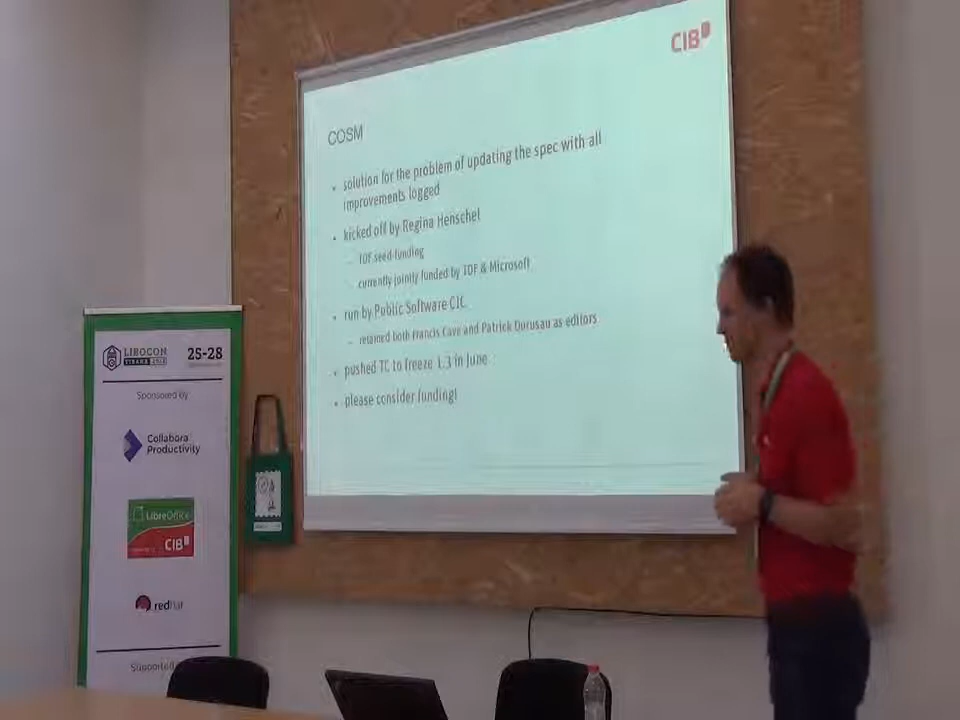 CIB
COSM
• solution for the problem of updating the spec with all
improvements logged
• kicked off by Regina Henschel
– TDF seed-funding
– currently jointly funded by TDF & Microsoft
• run by Public Software CIC
– retained both Francis Cave and Patrick Durusau as editors
• pushed TC to freeze 1.3 in June
• please consider funding!
LIBOCON
25-28
Sponsored by
Collabora
Productivity
LibreOffice
CIB
redhat
Supported